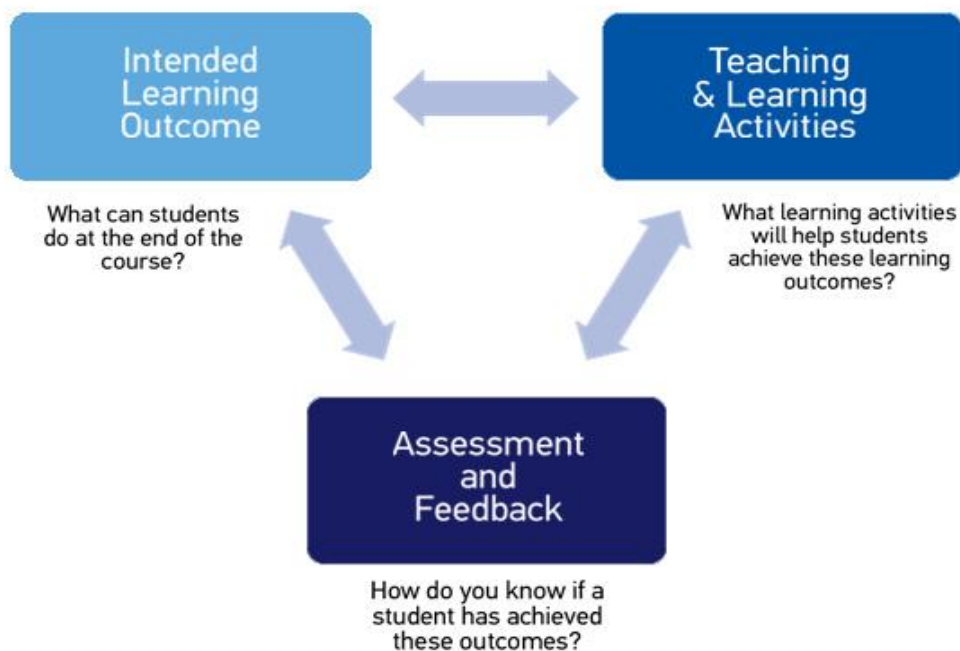 Intended
Learning
Outcome
What can students
do at the end of the
course?
Teaching
& Learning
Activities
What learning activities
will help students
achieve these learning
outcomes?
Assessment
and
Feedback
How do you know if a
student has achieved
these outcomes?